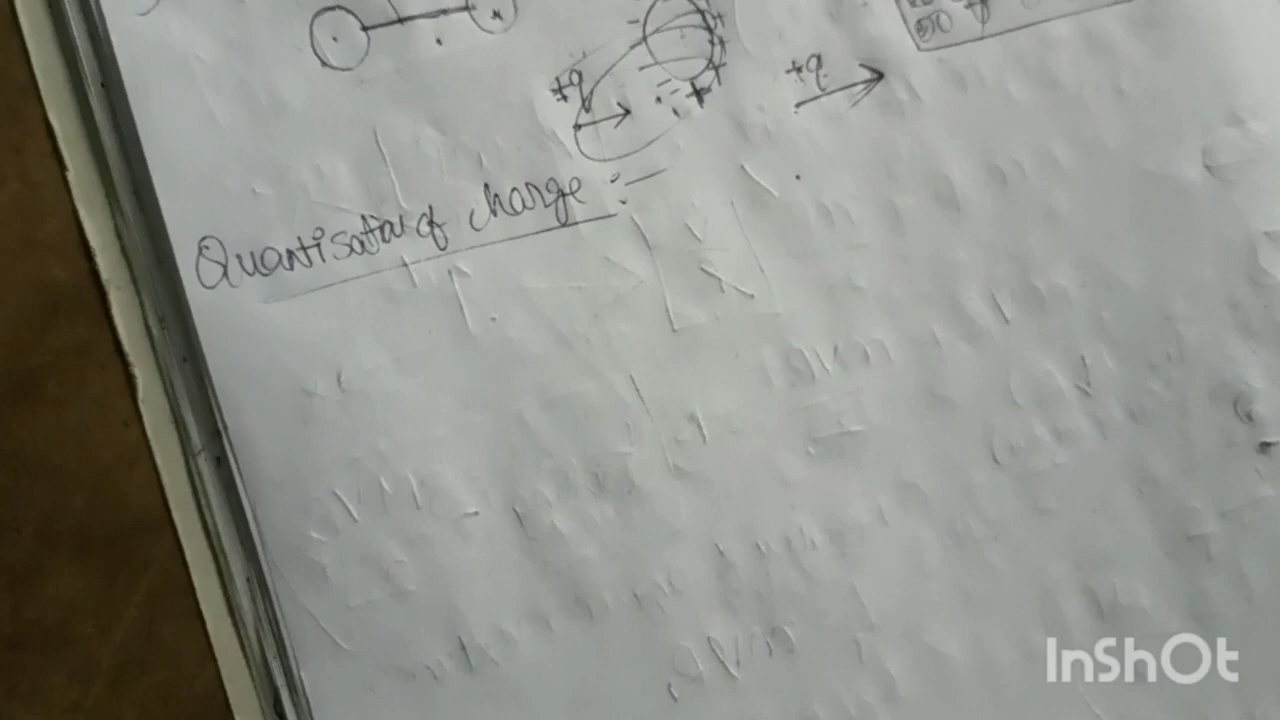 +q
+q
Quantisation of charge :-
InShOt